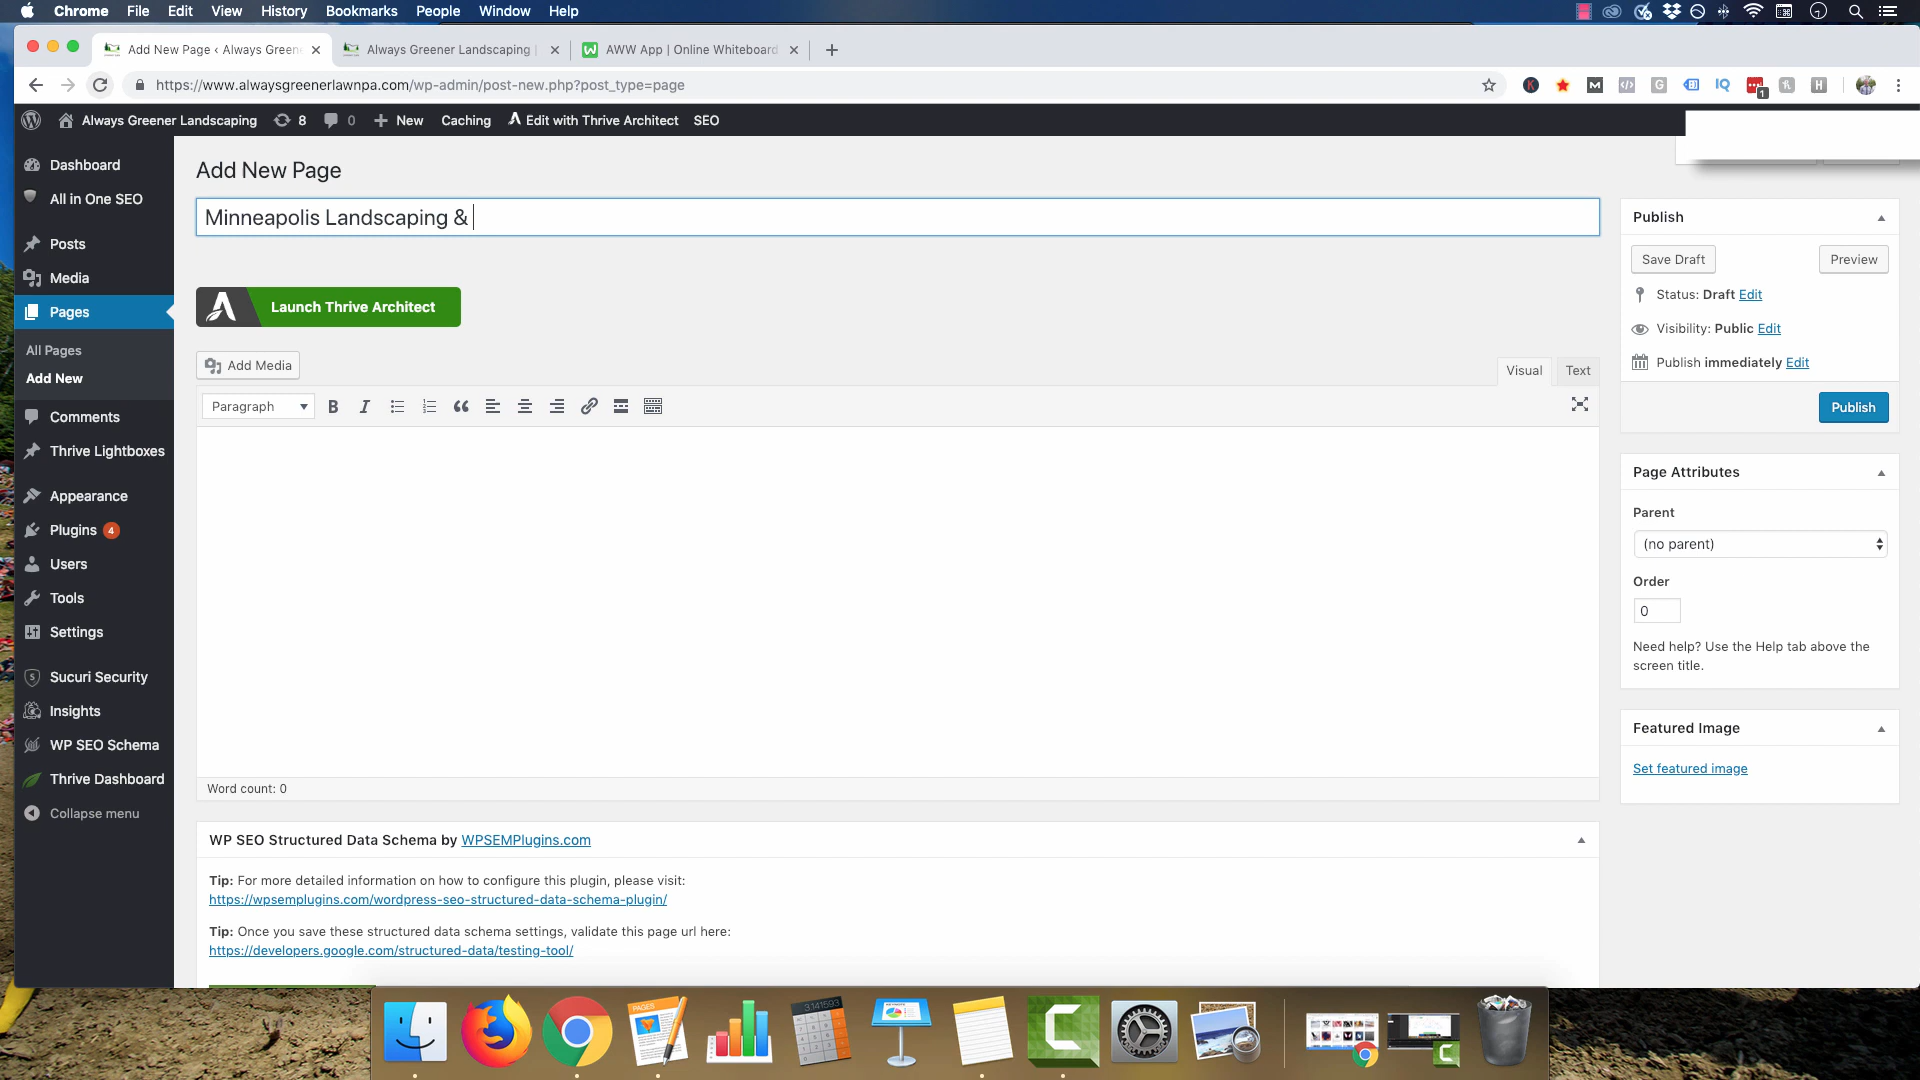 Chrome File Edit View History Bookmarks People Window Help
Add New Page ‹ Always Greene
Always Greener Landscaping |
AWW App | Online Whiteboard
https://www.alwaysgreenerlawnpa.com/wp-admin/post-new.php?post_type=page
Always Greener Landscaping 8 0 New Caching Edit with Thrive Architect SEO
Dashboard
All in One SEO
Posts
Media
Pages
All Pages
Add New
Comments
Thrive Lightboxes
Appearance
Plugins 4
Users
Tools
Settings
Sucuri Security
Insights
WP SEO Schema
Thrive Dashboard
Collapse menu
Add New Page
Minneapolis Landscaping &
Launch Thrive Architect
Add Media
Visual Text
Paragraph
Word count: 0
WP SEO Structured Data Schema by WPSEMPlugins.com
Tip: For more detailed information on how to configure this plugin, please visit:
https://wpsemplugins.com/wordpress-seo-structured-data-schema-plugin/
Tip: Once you save these structured data schema settings, validate this page url here:
https://developers.google.com/structured-data/testing-tool/
Publish
Save Draft Preview
Status: Draft Edit
Visibility: Public Edit
Publish immediately Edit
Publish
Page Attributes
Parent
(no parent)
Order
0
Need help? Use the Help tab above the
screen title.
Featured Image
Set featured image
PAGES
3.141593